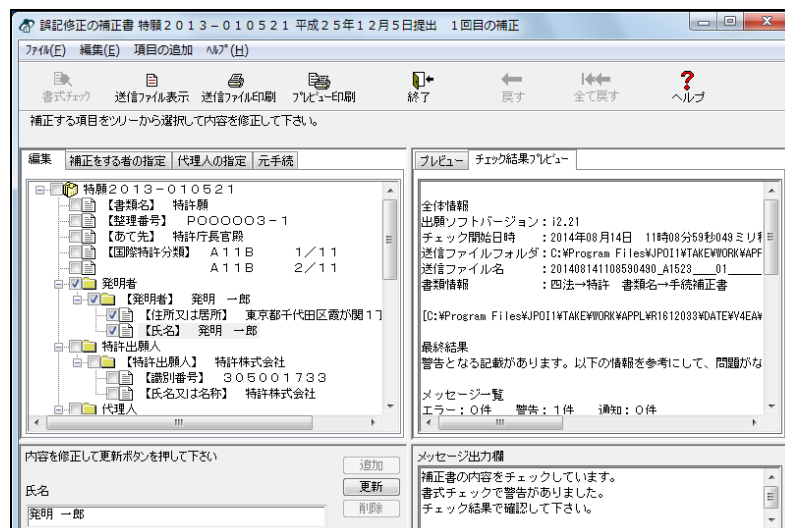 誤記修正の補正書 特願２０１３－０１０５２１ 平成２５年１２月５日提出　１回目の補正
ﾌｧｲﾙ(F)　編集(E)　項目の追加　ﾍﾙﾌﾟ(H)
書式ﾁｪｯｸ　送信ﾌｧｲﾙ表示　送信ﾌｧｲﾙ印刷　ﾌﾟﾚﾋﾞｭｰ印刷　終了　戻す　全て戻す　ヘルプ
補正する項目をツリーから選択して内容を修正して下さい。
編集　補正をする者の指定　代理人の指定　元手続
特願２０１３－０１０５２１
【書類名】　特許願
【整理番号】　Ｐ０００００３－１
【あて先】　特許庁長官殿
【国際特許分類】　Ａ１１Ｂ　　１／１１
Ａ１１Ｂ　　２／１１
発明者
【発明者】　発明　一郎
【住所又は居所】　東京都千代田区霞が関１丁
【氏名】　発明　一郎
特許出願人
【特許出願人】　特許株式会社
【識別番号】　３０５００１７３３
【氏名又は名称】　特許株式会社
代理人
プレビュー　チェック結果プレビュー
全体情報
出願ソフトバージョン：i2.21
チェック開始日時　　：2014年08月14日　11時08分59秒049ミリ
送信ファイルフォルダ：C:¥Program Files¥JPOI1¥TAKE¥WORK¥APP
送信ファイル名　　　：201408141108590490_A1523____01______
書類情報　　　　　　：四法→特許　書類名→手続補正書
[C:¥Program Files¥JPOI1¥TAKE¥WORK¥APPL¥R1612033¥DATE¥V4EA¥
最終結果
警告となる記載があります。以下の情報を参考にして、問題がな
メッセージ一覧
エラー：０件　　警告：１件　　通知：０件
内容を修正して更新ボタンを押して下さい
追加
氏名
更新
発明　一郎
削除
メッセージ出力欄
補正書の内容をチェックしています。
書式チェックで警告がありました。
チェック結果で確認して下さい。